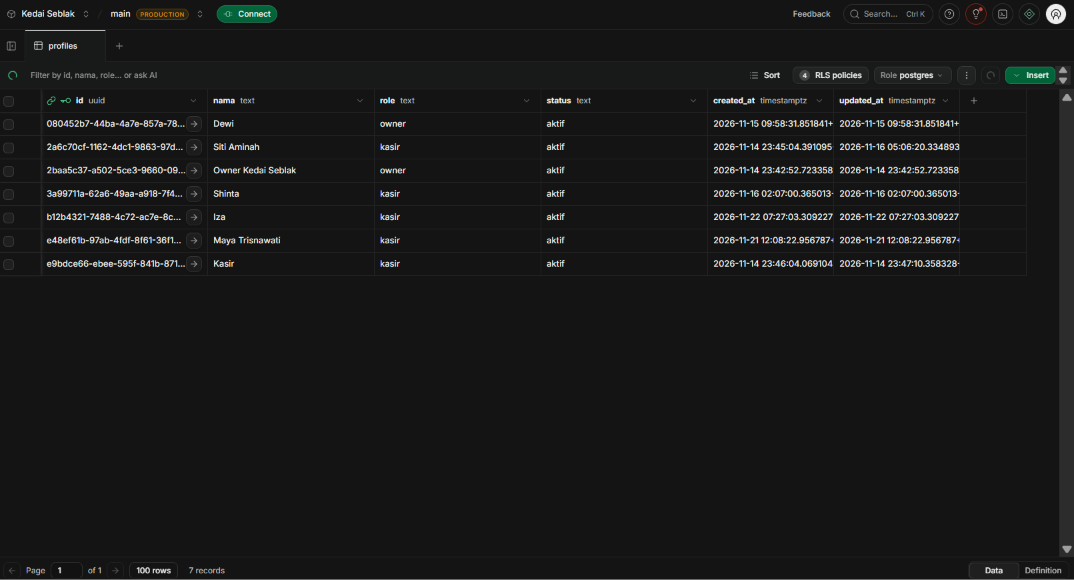 Kedai Seblak / main PRODUCTION Connect Feedback Search... Ctrl K
profiles
Filter by id, nama, role... or ask AI Sort 4 RLS policies Role postgres Insert
id uuid nama text role text status text created_at timestamptz updated_at timestamptz
080452b7-44ba-4a7e-857a-78... Dewi owner aktif 2026-11-15 09:58:31.851841+ 2026-11-15 09:58:31.851841+
2a6c70cf-1162-4dc1-9863-97d... Siti Aminah kasir aktif 2026-11-14 23:45:04.391095 2026-11-16 05:06:20.334893
2baa5c37-a502-5ce3-9660-09... Owner Kedai Seblak owner aktif 2026-11-14 23:42:52.723358 2026-11-14 23:42:52.723358
3a99711a-62a6-49aa-a918-7f4... Shinta kasir aktif 2026-11-16 02:07:00.365013- 2026-11-16 02:07:00.365013-
b12b4321-7488-4c72-ac7e-8c... Iza kasir aktif 2026-11-22 07:27:03.309227 2026-11-22 07:27:03.309227
e48ef61b-97ab-4fdf-8f61-36f1... Maya Trisnawati kasir aktif 2026-11-21 12:08:22.956787+ 2026-11-21 12:08:22.956787+
e9bdce66-ebee-595f-841b-871... Kasir kasir aktif 2026-11-14 23:46:04.069104 2026-11-14 23:47:10.358328-
Page 1 of 1 100 rows 7 records Data Definition